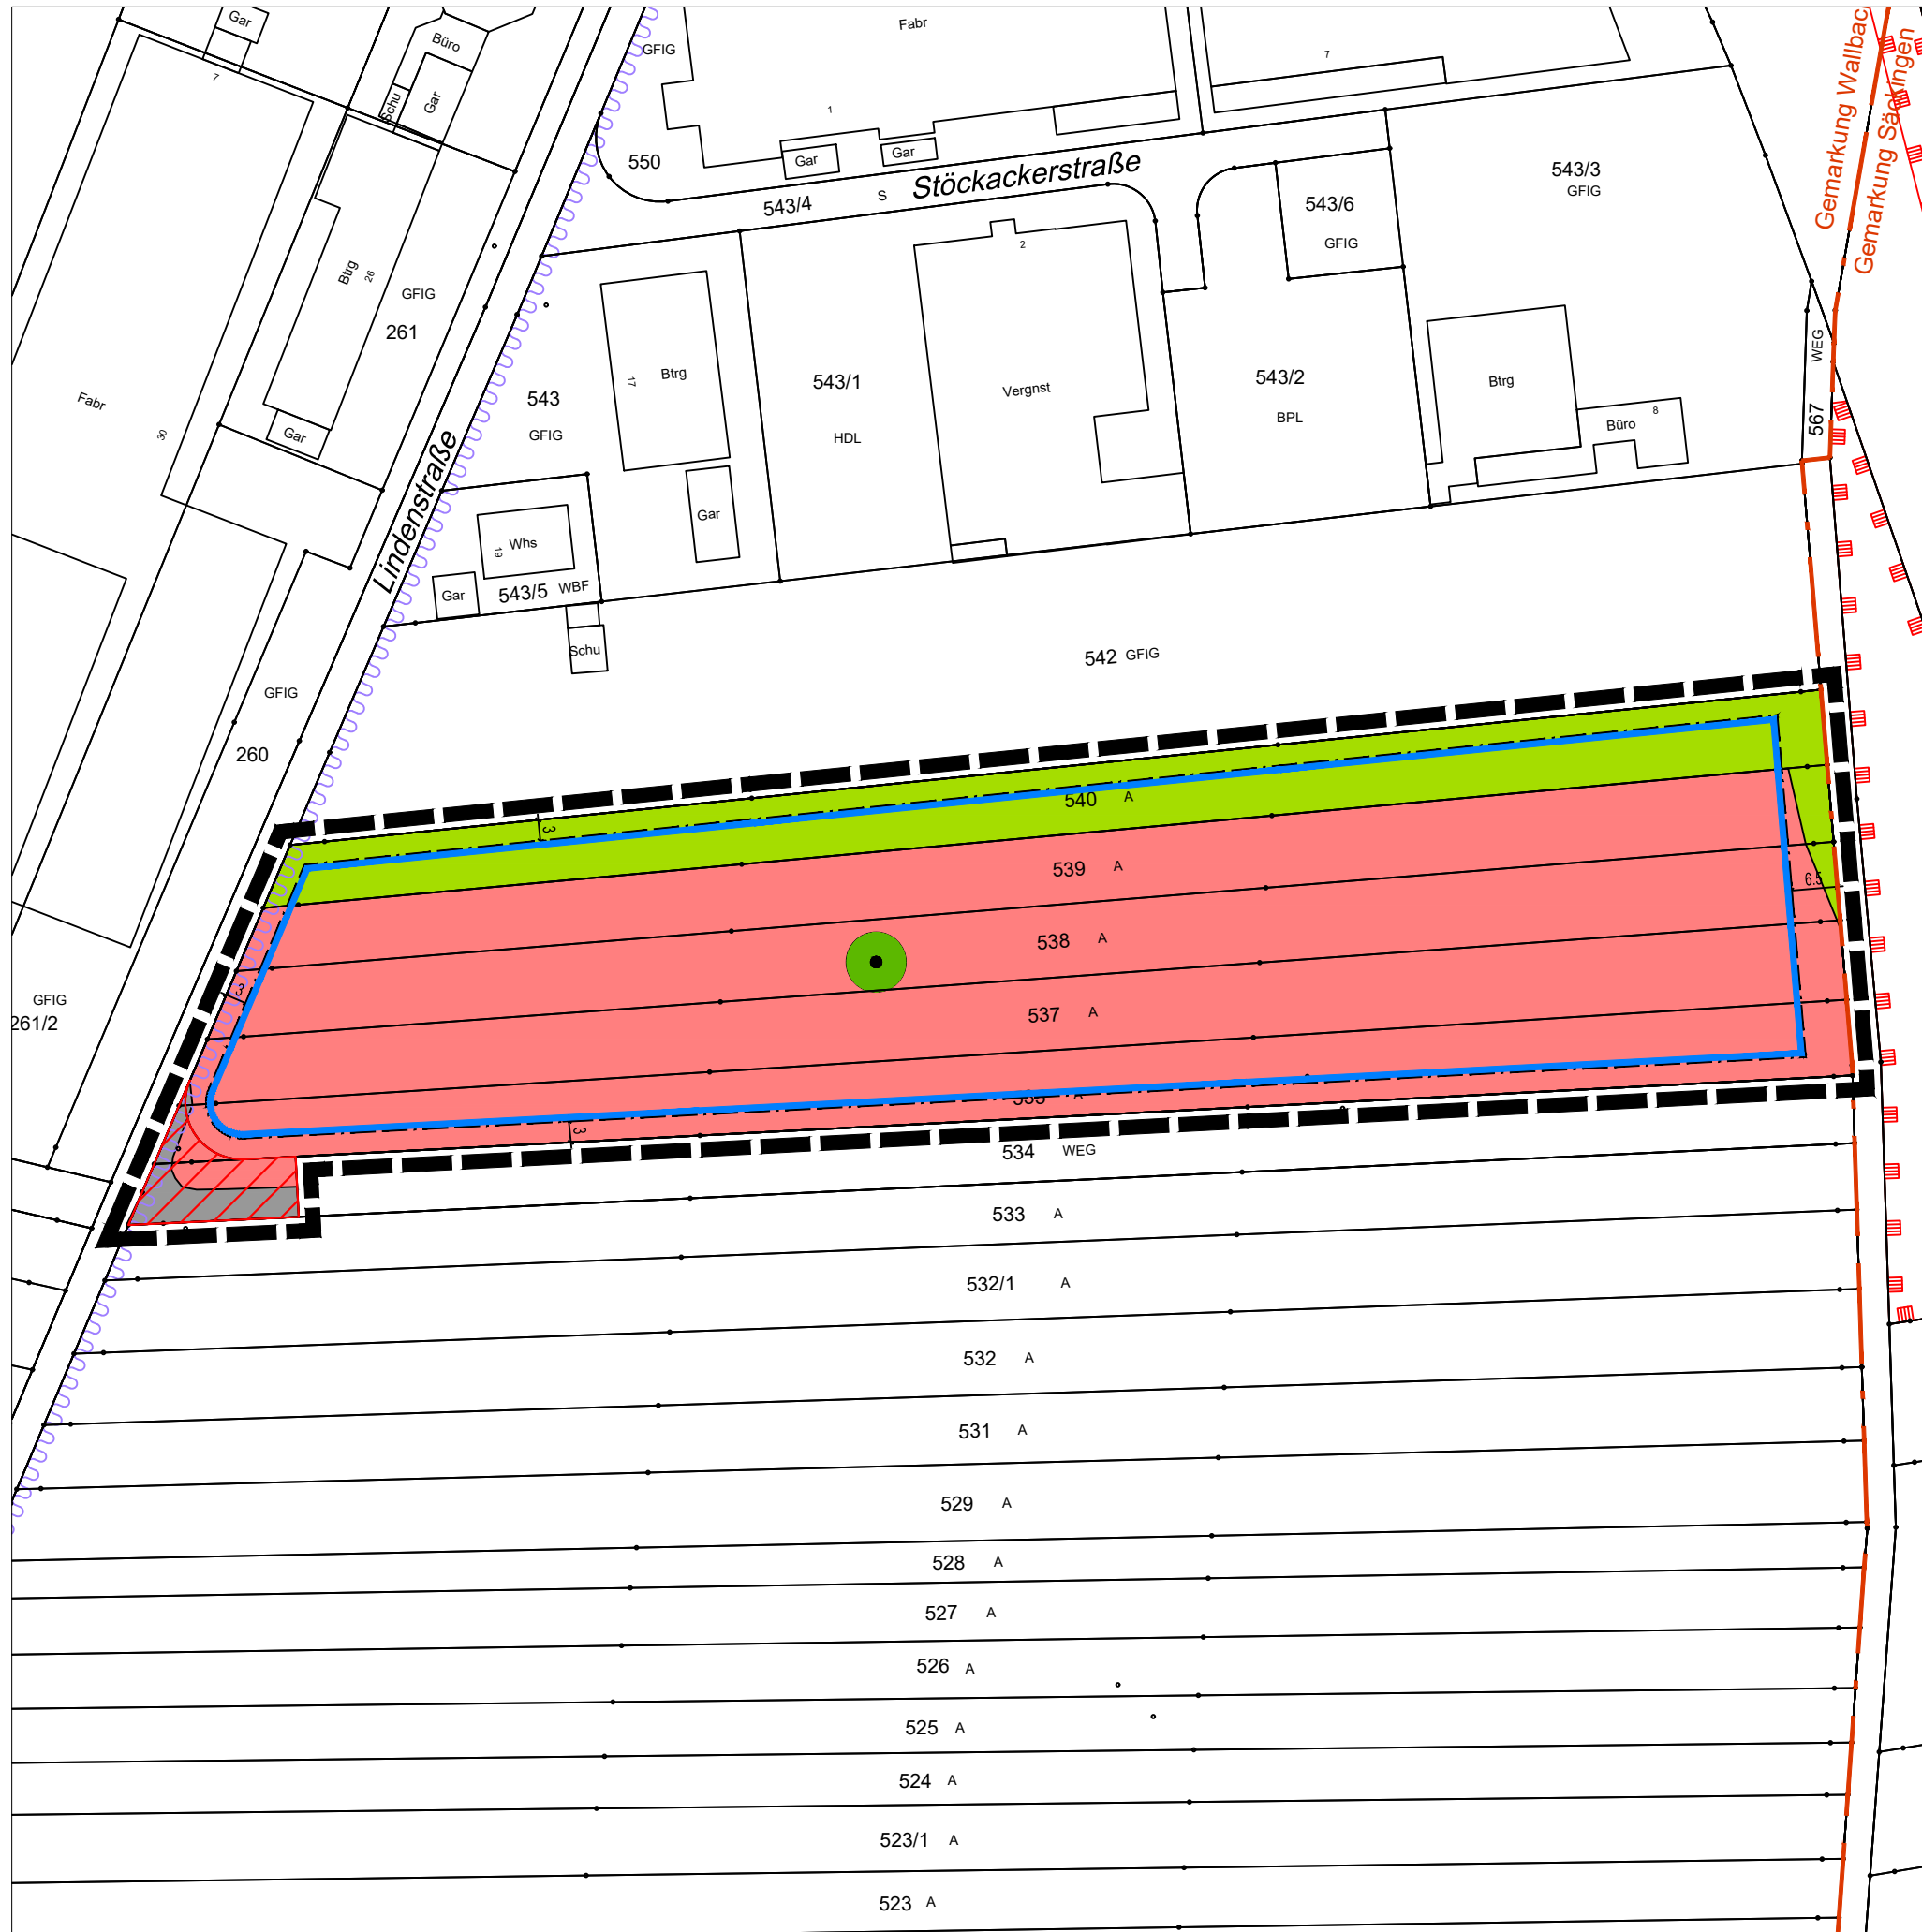 Gar
7
Büro
Schu
Gar
Fabr
GFIG
1
7
Gemarkung Wallbac
Gemarkung Säckingen
550
Gar
Gar
Stöckackerstraße
543/4
S
543/6
GFIG
543/3
GFIG
Btrg
26
GFIG
261
2
WEG
567
Fabr
30
Gar
Lindenstraße
543
GFIG
17
Btrg
543/1
HDL
Vergnst
543/2
BPL
Btrg
Büro
8
Gar
19
Whs
Gar
543/5
WBF
Schu
542
GFIG
GFIG
260
540
A
3
539
A
6.5
538
A
3
GFIG
261/2
537
A
A
3
534
WEG
533
A
532/1
A
532
A
531
A
529
A
528
A
527
A
526
A
525
A
524
A
523/1
A
523
A